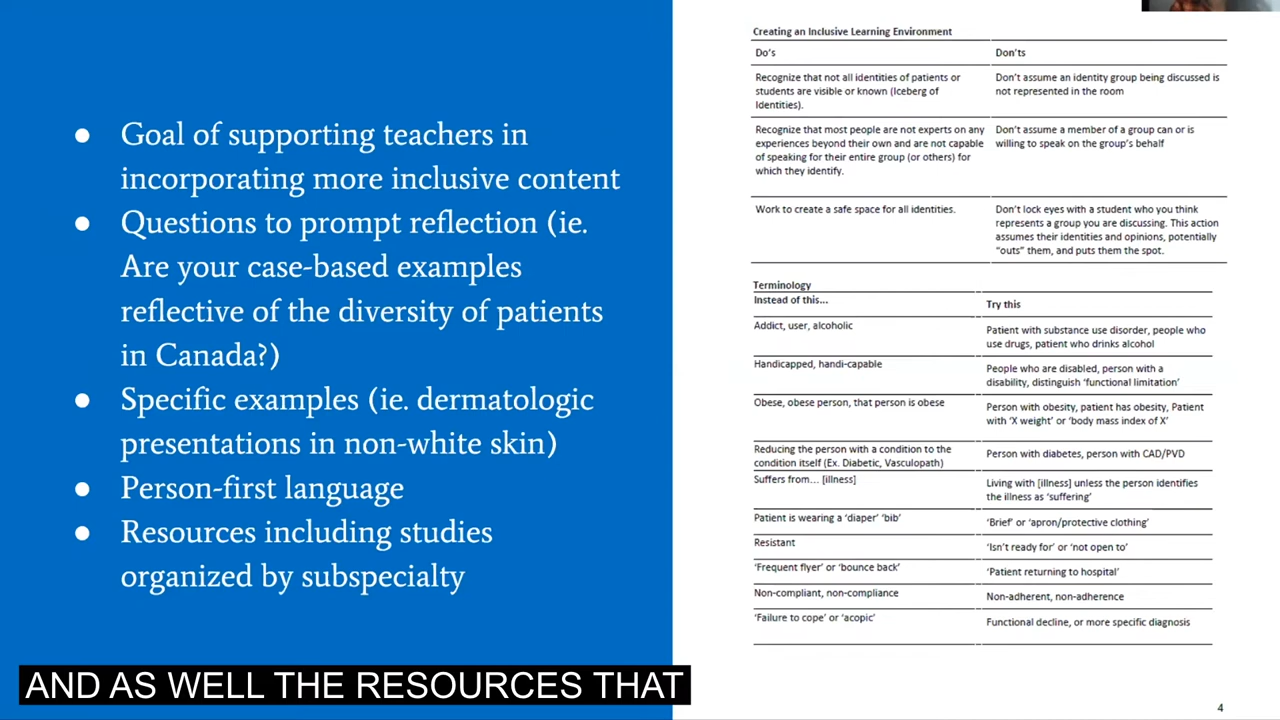 ● Goal of supporting teachers in
incorporating more inclusive content
● Questions to prompt reflection (ie.
Are your case-based examples
reflective of the diversity of patients
in Canada?)
● Specific examples (ie. dermatologic
presentations in non-white skin)
● Person-first language
● Resources including studies
organized by subspecialty
Creating an Inclusive Learning Environment
Do's
Don'ts
Recognize that not all identities of patients or
students are visible or known (Iceberg of
Identities).
Don't assume an identity group being discussed is
not represented in the room
Recognize that most people are not experts on any
experiences beyond their own and are not capable
of speaking for their entire group (or others) for
which they identify.
Don't assume a member of a group can or is
willing to speak on the group's behalf
Work to create a safe space for all identities.
Don't lock eyes with a student who you think
represents a group you are discussing. This action
assumes their identities and opinions, potentially
"outs" them, and puts them the spot.
Terminology
Instead of this...
Try this
Addict, user, alcoholic
Patient with substance use disorder, people who
use drugs, patient who drinks alcohol
Handicapped, handi-capable
People who are disabled, person with a
disability, distinguish 'functional limitation'
Obese, obese person, that person is obese
Person with obesity, patient has obesity, Patient
with 'X weight' or 'body mass index of X'
Reducing the person with a condition to the
condition itself (Ex. Diabetic, Vasculopath)
Person with diabetes, person with CAD/PVD
Suffers from... [illness]
Living with [illness] unless the person identifies
the illness as 'suffering'
Patient is wearing a 'diaper' 'bib'
'Brief' or 'apron/protective clothing'
Resistant
'Isn't ready for' or 'not open to'
'Frequent flyer' or 'bounce back'
'Patient returning to hospital'
Non-compliant, non-compliance
Non-adherent, non-adherence
'Failure to cope' or 'acopic'
Functional decline, or more specific diagnosis
AND AS WELL THE RESOURCES THAT
4